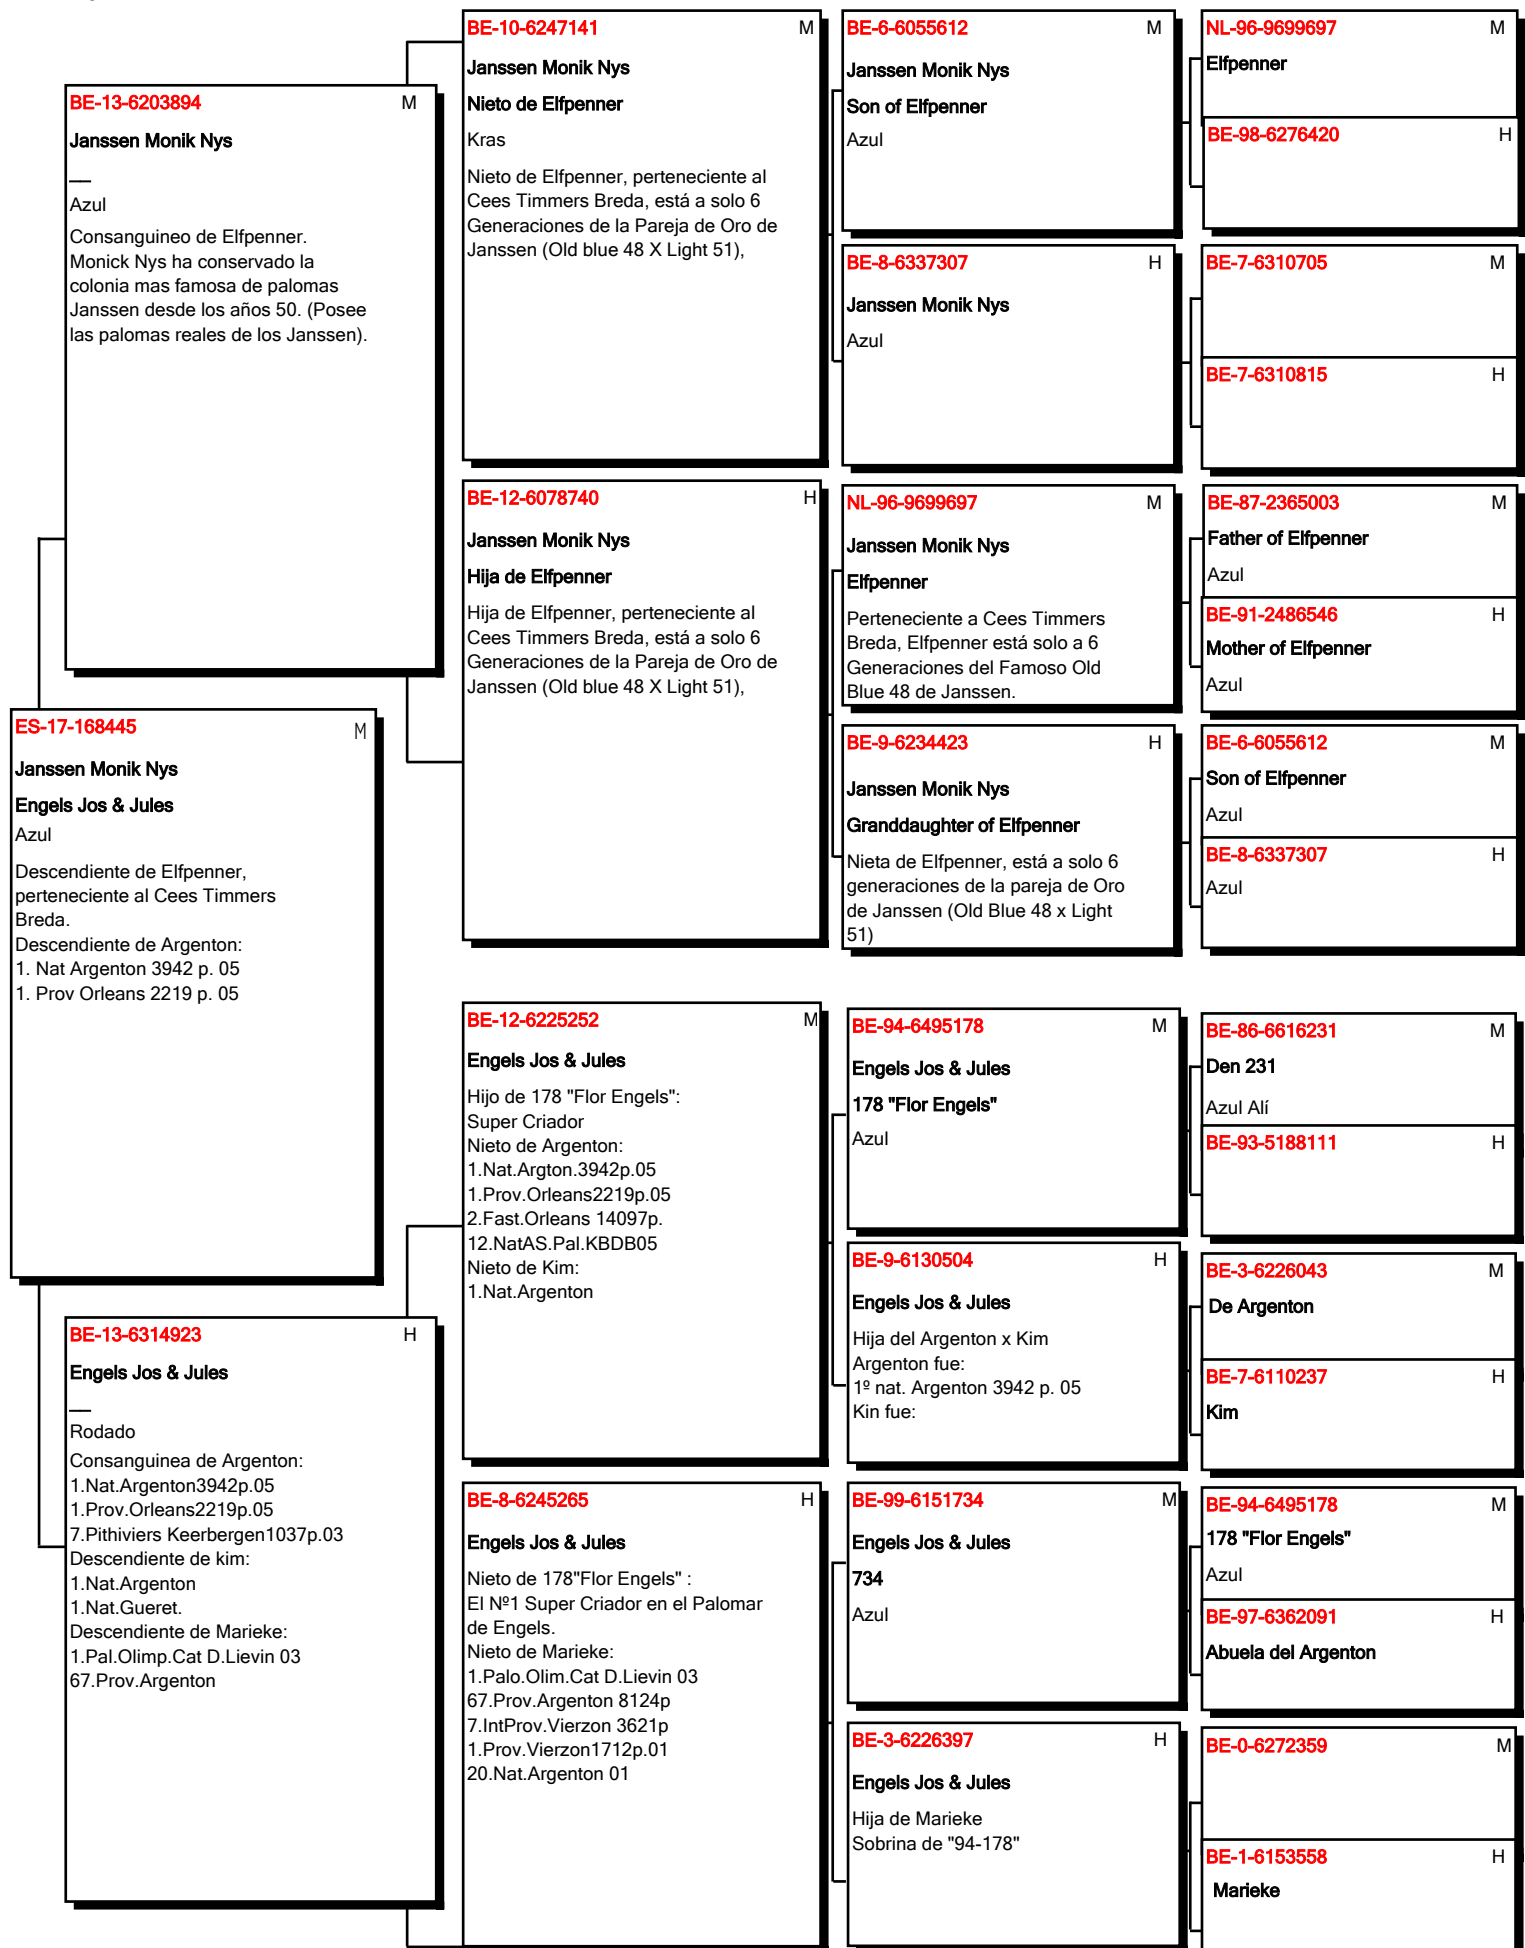 BE-13-6203894 M
Janssen Monik Nys
__
Azul
Consanguineo de Elfpenner.
Monick Nys ha conservado la
colonia mas famosa de palomas
Janssen desde los años 50. (Posee
las palomas reales de los Janssen).
ES-17-168445 M
Janssen Monik Nys
Engels Jos & Jules
Azul
Descendiente de Elfpenner,
perteneciente al Cees Timmers
Breda.
Descendiente de Argenton:
1. Nat Argenton 3942 p. 05
1. Prov Orleans 2219 p. 05
BE-13-6314923 H
Engels Jos & Jules
__
Rodado
Consanguinea de Argenton:
1.Nat.Argenton3942p.05
1.Prov.Orleans2219p.05
7.Pithiviers Keerbergen1037p.03
Descendiente de kim:
1.Nat.Argenton
1.Nat.Gueret.
Descendiente de Marieke:
1.Pal.Olimp.Cat D.Lievin 03
67.Prov.Argenton
BE-10-6247141 M
Janssen Monik Nys
Nieto de Elfpenner
Kras
Nieto de Elfpenner, perteneciente al
Cees Timmers Breda, está a solo 6
Generaciones de la Pareja de Oro de
Janssen (Old blue 48 X Light 51),
BE-12-6078740 H
Janssen Monik Nys
Hija de Elfpenner
Hija de Elfpenner, perteneciente al
Cees Timmers Breda, está a solo 6
Generaciones de la Pareja de Oro de
Janssen (Old blue 48 X Light 51),
BE-12-6225252 M
Engels Jos & Jules
Hijo de 178 "Flor Engels":
Super Criador
Nieto de Argenton:
1.Nat.Argton.3942p.05
1.Prov.Orleans2219p.05
2.Fast.Orleans 14097p.
12.NatAS.Pal.KBDB05
Nieto de Kim:
1.Nat.Argenton
BE-8-6245265 H
Engels Jos & Jules
Nieto de 178"Flor Engels" :
El Nº1 Super Criador en el Palomar
de Engels.
Nieto de Marieke:
1.Palo.Olim.Cat D.Lievin 03
67.Prov.Argenton 8124p
7.IntProv.Vierzon 3621p
1.Prov.Vierzon1712p.01
20.Nat.Argenton 01
BE-6-6055612 M
Janssen Monik Nys
Son of Elfpenner
Azul
BE-8-6337307 H
Janssen Monik Nys
Azul
NL-96-9699697 M
Janssen Monik Nys
Elfpenner
Perteneciente a Cees Timmers
Breda, Elfpenner está solo a 6
Generaciones del Famoso Old
Blue 48 de Janssen.
BE-9-6234423 H
Janssen Monik Nys
Granddaughter of Elfpenner
Nieta de Elfpenner, está a solo 6
generaciones de la pareja de Oro
de Janssen (Old Blue 48 x Light
51)
BE-94-6495178 M
Engels Jos & Jules
178 "Flor Engels"
Azul
BE-9-6130504 H
Engels Jos & Jules
Hija del Argenton x Kim
Argenton fue:
1º nat. Argenton 3942 p. 05
Kin fue:
BE-99-6151734 M
Engels Jos & Jules
734
Azul
BE-3-6226397 H
Engels Jos & Jules
Hija de Marieke
Sobrina de "94-178"
NL-96-9699697 M
Elfpenner
BE-98-6276420 H
BE-7-6310705 M
BE-7-6310815 H
BE-87-2365003 M
Father of Elfpenner
Azul
BE-91-2486546 H
Mother of Elfpenner
Azul
BE-6-6055612 M
Son of Elfpenner
Azul
BE-8-6337307 H
Azul
BE-86-6616231 M
Den 231
Azul Alí
BE-93-5188111 H
BE-3-6226043 M
De Argenton
BE-7-6110237 H
Kim
BE-94-6495178 M
178 "Flor Engels"
Azul
BE-97-6362091 H
Abuela del Argenton
BE-0-6272359 M
BE-1-6153558 H
Marieke